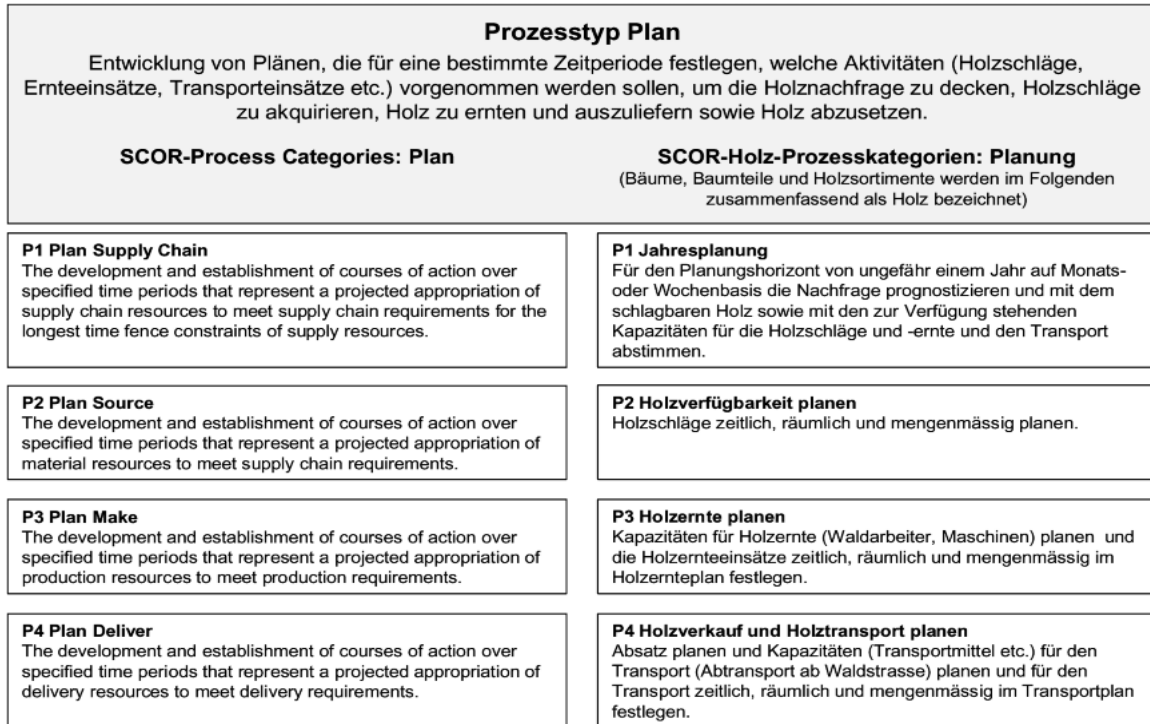 Prozesstyp Plan
Entwicklung von Plänen, die für eine bestimmte Zeitperiode festlegen, welche Aktivitäten (Holzschläge,
Ernteeinsätze, Transporteinsätze etc.) vorgenommen werden sollen, um die Holznachfrage zu decken, Holzschläge
zu akquirieren, Holz zu ernten und auszuliefern sowie Holz abzusetzen.
SCOR-Process Categories: Plan
SCOR-Holz-Prozesskategorien: Planung
(Bäume, Baumteile und Holzsortimente werden im Folgenden
zusammenfassend als Holz bezeichnet)
P1 Plan Supply Chain
The development and establishment of courses of action over
specified time periods that represent a projected appropriation of
supply chain resources to meet supply chain requirements for the
longest time fence constraints of supply resources.
P1 Jahresplanung
Für den Planungshorizont von ungefähr einem Jahr auf Monats-
oder Wochenbasis die Nachfrage prognostizieren und mit dem
schlagbaren Holz sowie mit den zur Verfügung stehenden
Kapazitäten für die Holzschläge und -ernte und den Transport
abstimmen.
P2 Plan Source
The development and establishment of courses of action over
specified time periods that represent a projected appropriation of
material resources to meet supply chain requirements.
P2 Holzverfügbarkeit planen
Holzschläge zeitlich, räumlich und mengenmässig planen.
P3 Plan Make
The development and establishment of courses of action over
specified time periods that represent a projected appropriation of
production resources to meet production requirements.
P3 Holzernte planen
Kapazitäten für Holzernte (Waldarbeiter, Maschinen) planen und
die Holzernteeinsätze zeitlich, räumlich und mengenmässig im
Holzernteplan festlegen.
P4 Plan Deliver
The development and establishment of courses of action over
specified time periods that represent a projected appropriation of
delivery resources to meet delivery requirements.
P4 Holzverkauf und Holztransport planen
Absatz planen und Kapazitäten (Transportmittel etc.) für den
Transport (Abtransport ab Waldstrasse) planen und für den
Transport zeitlich, räumlich und mengenmässig im Transportplan
festlegen.